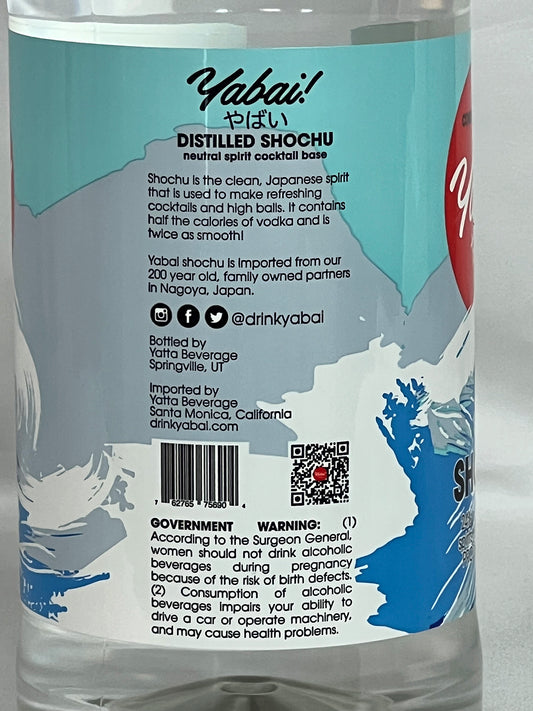 Yabai!
やばい
DISTILLED SHOCHU
neutral spirit cocktail base
Shochu is the clean, Japanese spirit
that is used to make refreshing
cocktails and high balls. It contains
half the calories of vodka and is
twice as smooth!
Yabai shochu is imported from our
200 year old, family owned partners
in Nagoya, Japan.
@drinkyabai
Bottled by
Yatta Beverage
Springville, UT
Imported by
Yatta Beverage
Santa Monica, California
drinkyabai.com
7 62765 75690 4
GOVERNMENT WARNING: (1)
According to the Surgeon General,
women should not drink alcoholic
beverages during pregnancy
because of the risk of birth defects.
(2) Consumption of alcoholic
beverages impairs your ability to
drive a car or operate machinery,
and may cause health problems.